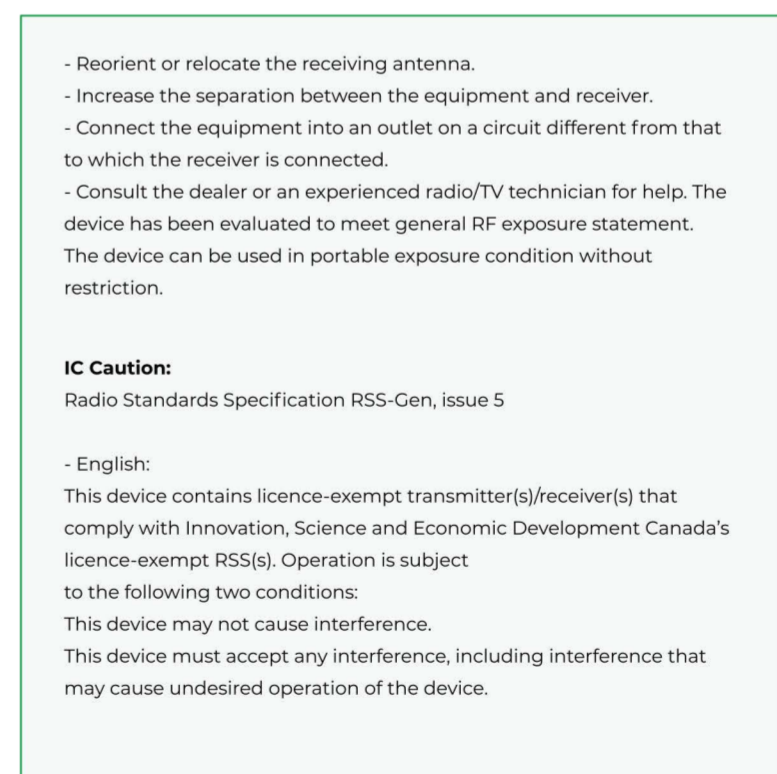 - Reorient or relocate the receiving antenna.
- Increase the separation between the equipment and receiver.
- Connect the equipment into an outlet on a circuit different from that
to which the receiver is connected.
- Consult the dealer or an experienced radio/TV technician for help. The
device has been evaluated to meet general RF exposure statement.
The device can be used in portable exposure condition without
restriction.
IC Caution:
Radio Standards Specification RSS-Gen, issue 5
- English:
This device contains licence-exempt transmitter(s)/receiver(s) that
comply with Innovation, Science and Economic Development Canada’s
licence-exempt RSS(s). Operation is subject
to the following two conditions:
This device may not cause interference.
This device must accept any interference, including interference that
may cause undesired operation of the device.